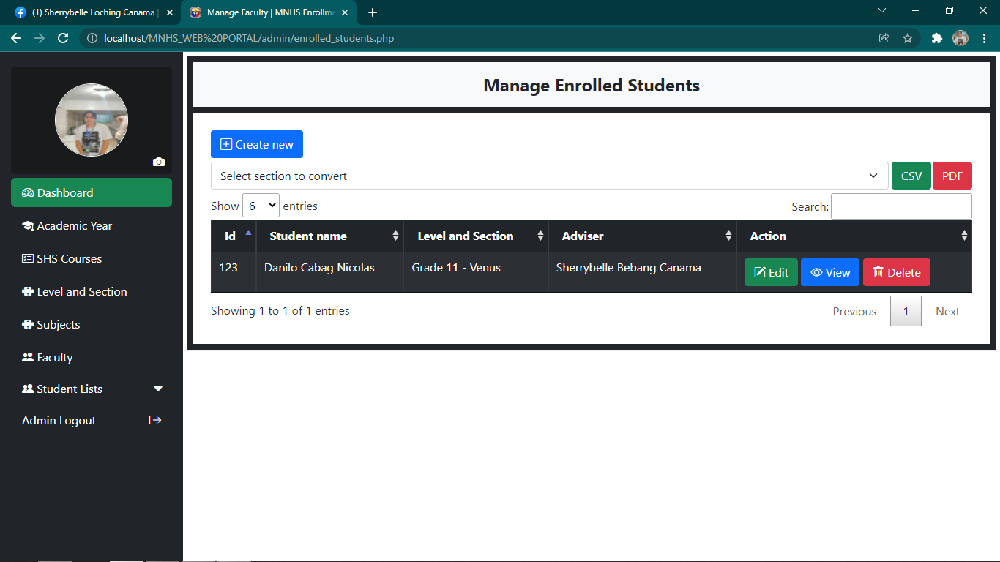 (1) Sherrybelle Loching Canama |
Manage Faculty | MNHS Enrollme
localhost/MNHS_WEB%20PORTAL/admin/enrolled_students.php
Dashboard
Academic Year
SHS Courses
Level and Section
Subjects
Faculty
Student Lists
Admin Logout
Manage Enrolled Students
Create new
Select section to convert
CSV PDF
Show 6 entries Search:
Id Student name Level and Section Adviser Action
123 Danilo Cabag Nicolas Grade 11 - Venus Sherrybelle Bebang Canama Edit View Delete
Showing 1 to 1 of 1 entries Previous 1 Next